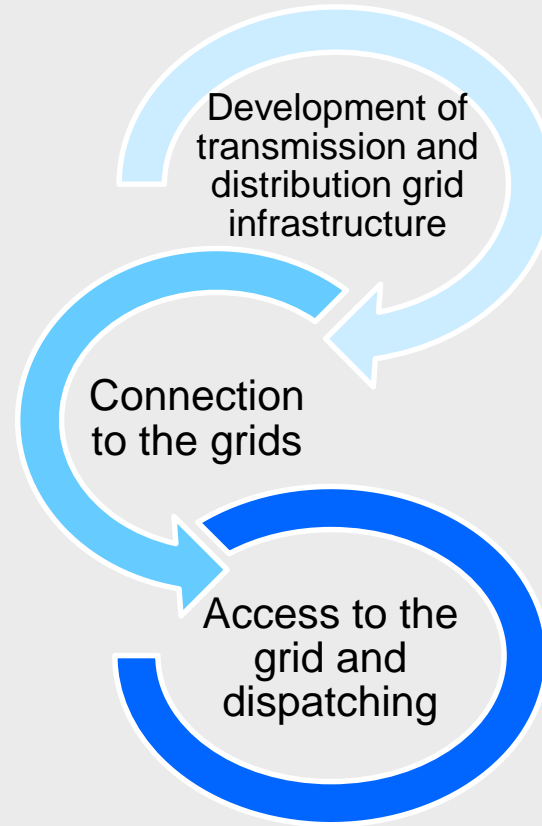 Development of
transmission and
distribution grid
infrastructure
Connection
to the grids
Access to the
grid and
dispatching